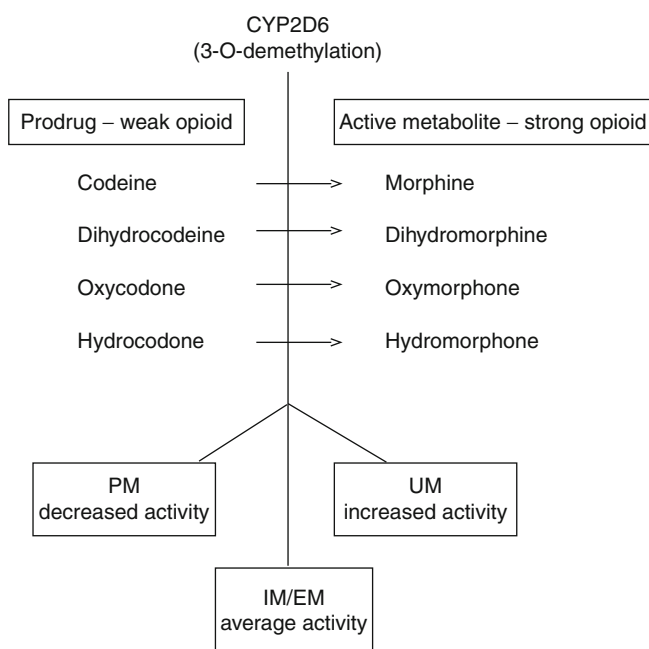 CYP2D6
(3-O-demethylation)
Prodrug – weak opioid
Active metabolite – strong opioid
Codeine
Morphine
Dihydrocodeine
Dihydromorphine
Oxycodone
Oxymorphone
Hydrocodone
Hydromorphone
PM
decreased activity
UM
increased activity
IM/EM
average activity